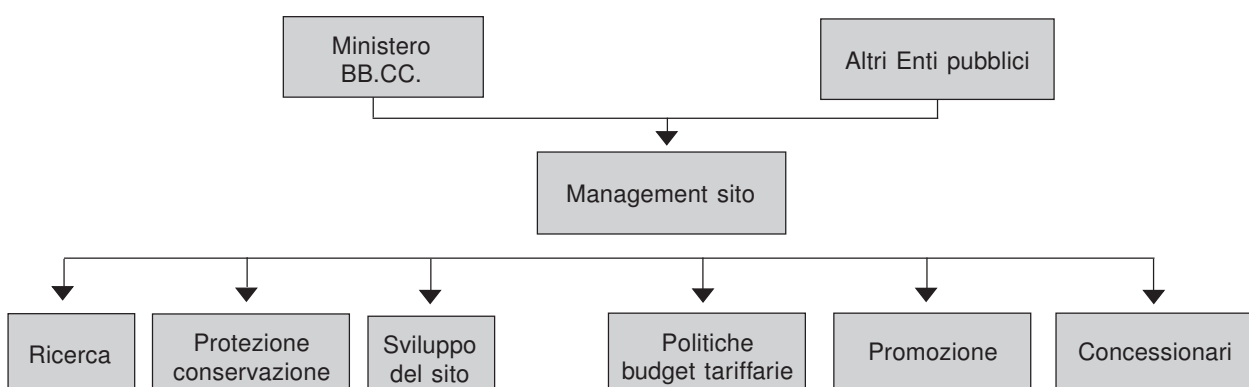 Ministero
BB.CC.
Altri Enti pubblici
Management sito
Ricerca
Protezione
conservazione
Sviluppo
del sito
Politiche
budget tariffarie
Promozione
Concessionari